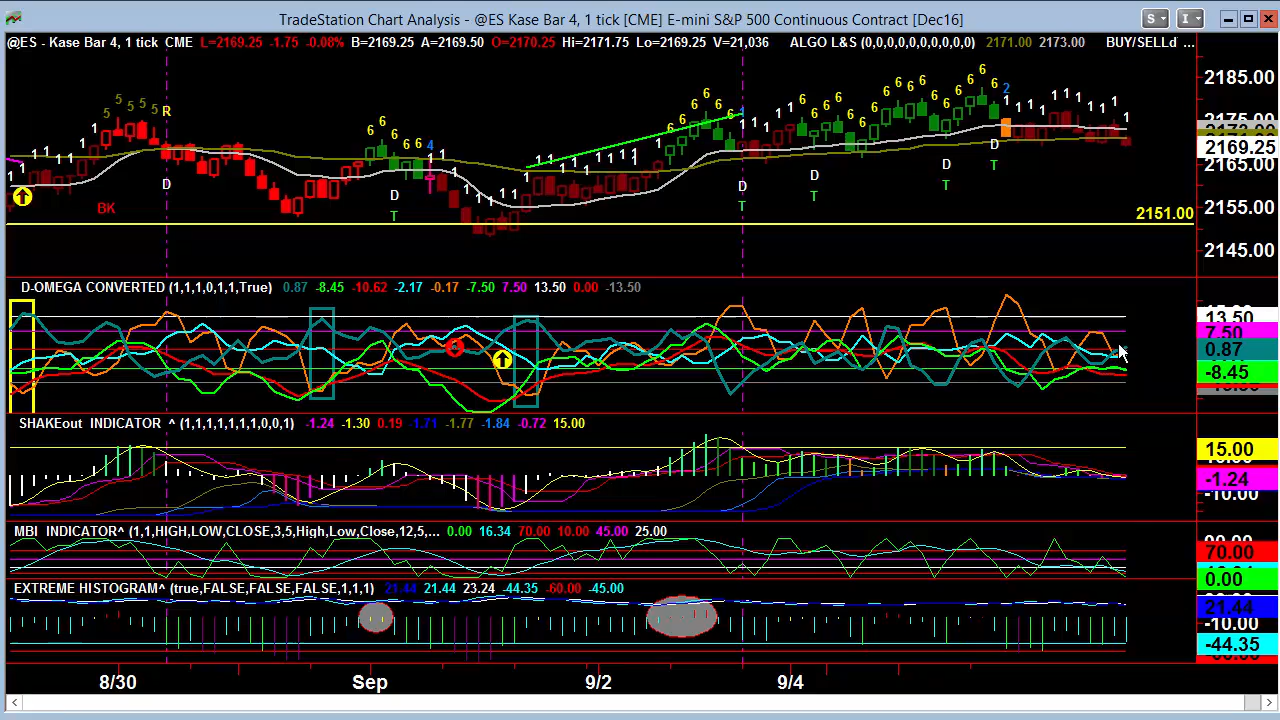 TradeStation Chart Analysis - @ES Kase Bar 4, 1 tick [CME] E-mini S&P 500 Continuous Contract [Dec16]
S I
@ES - Kase Bar 4, 1 tick CME L=2169.25 -1.75 -0.08% B=2169.25 A=2169.50 O=2170.25 Hi=2171.75 Lo=2169.25 V=21,036 ALGO L&S (0,0,0,0,0,0,0,0,0,0) 2171.00 2173.00 BUY/SELLd ...
2185.00
2169.25
2165.00
2155.00
2151.00
2145.00
R
D
BK
D
T
D
T
D
T
D
T
D
T
D-OMEGA CONVERTED (1,1,1,0,1,1,True) 0.87 -8.45 -10.62 -2.17 -0.17 -7.50 7.50 13.50 0.00 -13.50
13.50
7.50
0.87
-8.45
SHAKEout INDICATOR ^ (1,1,1,1,1,1,1,0,0,1) -1.24 -1.30 0.19 -1.71 -1.77 -1.84 -0.72 15.00
15.00
-1.24
-10.00
MBI INDICATOR^ (1,1,HIGH,LOW,CLOSE,3,5,High,Low,Close,12,5,... 0.00 16.34 70.00 10.00 45.00 25.00
70.00
0.00
EXTREME HISTOGRAM^ (true,FALSE,FALSE,FALSE,1,1,1) 21.44 21.44 23.24 -44.35 -60.00 -45.00
21.44
-10.00
-44.35
8/30 Sep 9/2 9/4